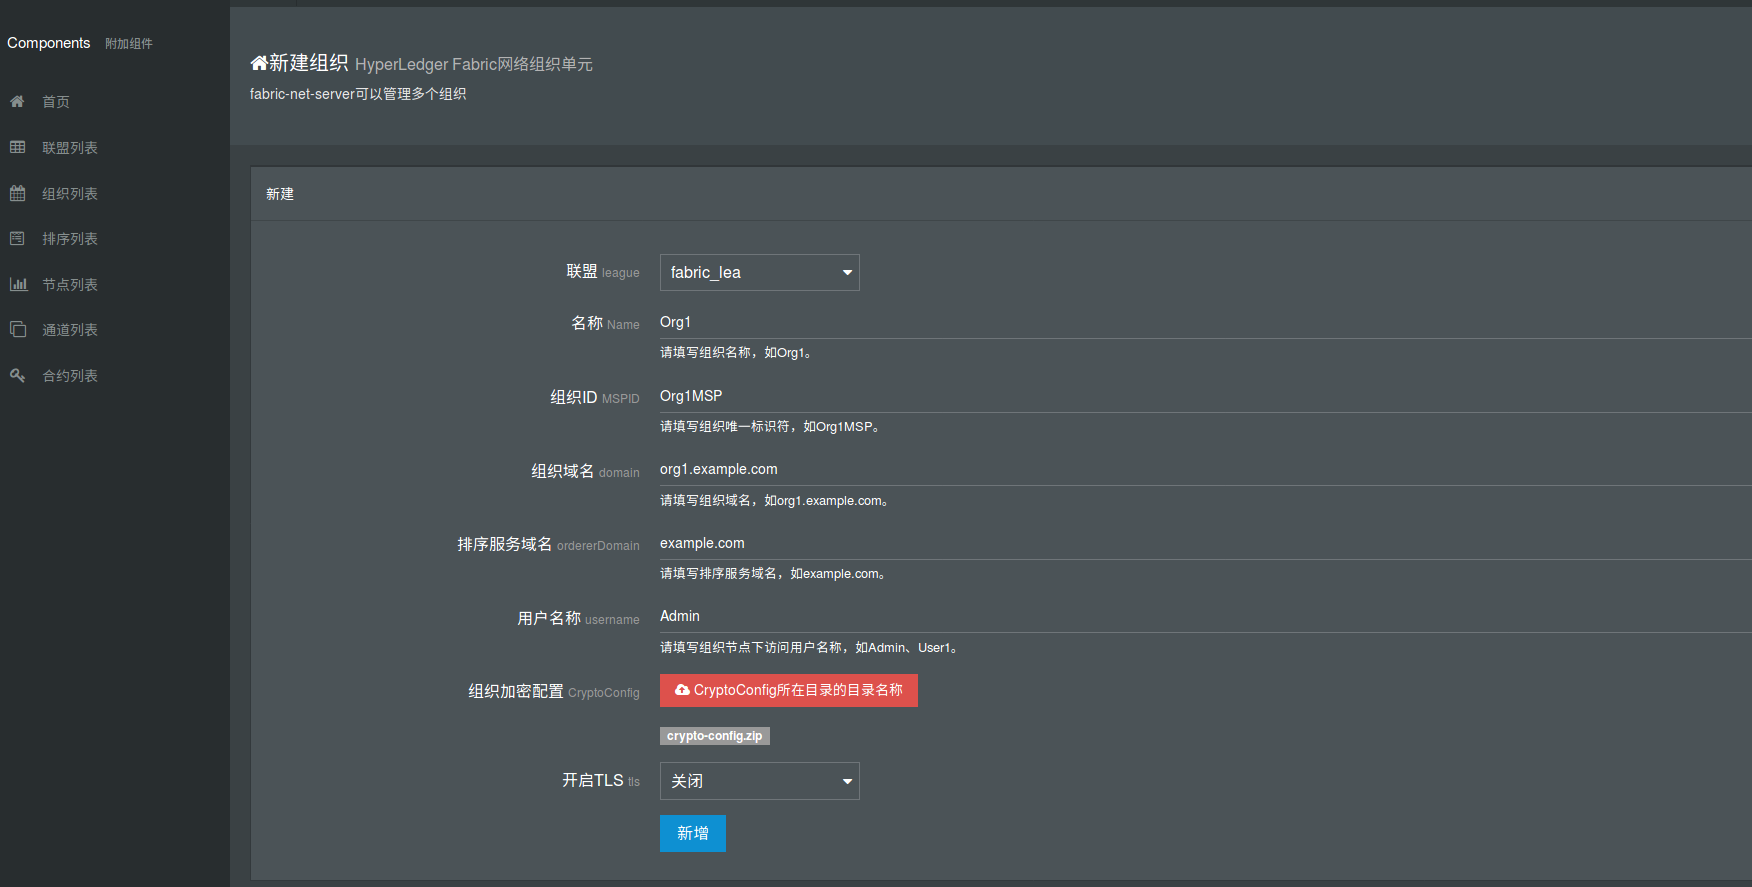 Components 附加组件
首页
联盟列表
组织列表
排序列表
节点列表
通道列表
合约列表
新建组织 HyperLedger Fabric网络组织单元
fabric-net-server可以管理多个组织
新建
联盟 league fabric_lea
名称 Name Org1
请填写组织名称，如Org1。
组织ID MSPID Org1MSP
请填写组织唯一标识符，如Org1MSP。
组织域名 domain org1.example.com
请填写组织域名，如org1.example.com。
排序服务域名 ordererDomain example.com
请填写排序服务域名，如example.com。
用户名称 username Admin
请填写组织节点下访问用户名称，如Admin、User1。
组织加密配置 CryptoConfig CryptoConfig所在目录的目录名称
crypto-config.zip
开启TLS tls 关闭
新增